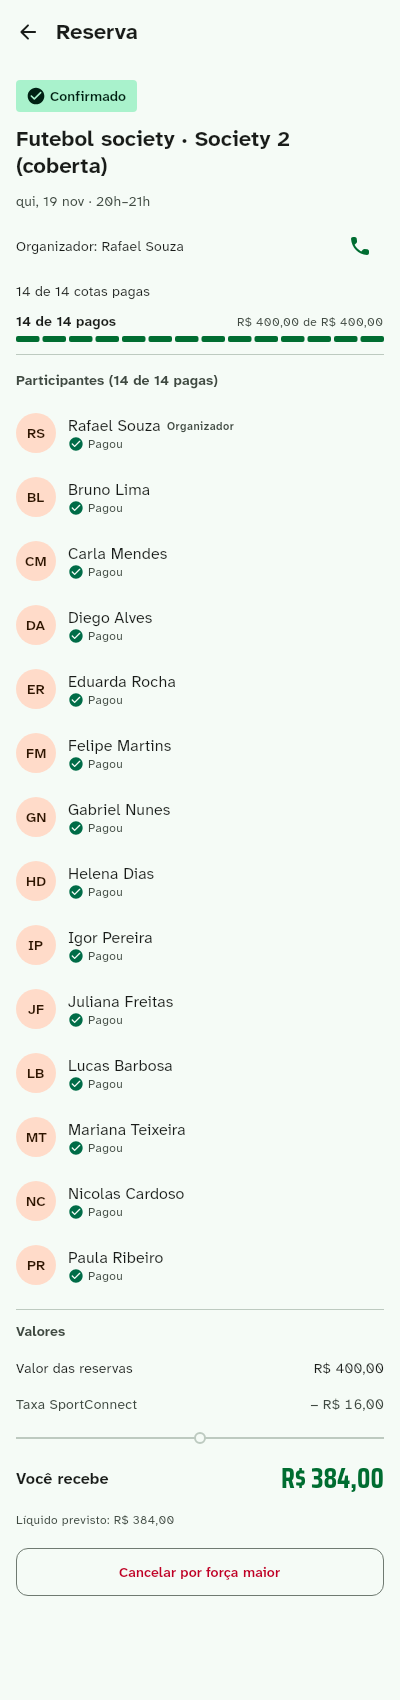 Reserva
Confirmado
Futebol society · Society 2
(coberta)
qui, 19 nov · 20h–21h
Organizador: Rafael Souza
14 de 14 cotas pagas
14 de 14 pagos R$ 400,00 de R$ 400,00
Participantes (14 de 14 pagas)
RS Rafael Souza Organizador
Pagou
BL Bruno Lima
Pagou
CM Carla Mendes
Pagou
DA Diego Alves
Pagou
ER Eduarda Rocha
Pagou
FM Felipe Martins
Pagou
GN Gabriel Nunes
Pagou
HD Helena Dias
Pagou
IP Igor Pereira
Pagou
JF Juliana Freitas
Pagou
LB Lucas Barbosa
Pagou
MT Mariana Teixeira
Pagou
NC Nicolas Cardoso
Pagou
PR Paula Ribeiro
Pagou
Valores
Valor das reservas R$ 400,00
Taxa SportConnect – R$ 16,00
Você recebe R$ 384,00
Líquido previsto: R$ 384,00
Cancelar por força maior